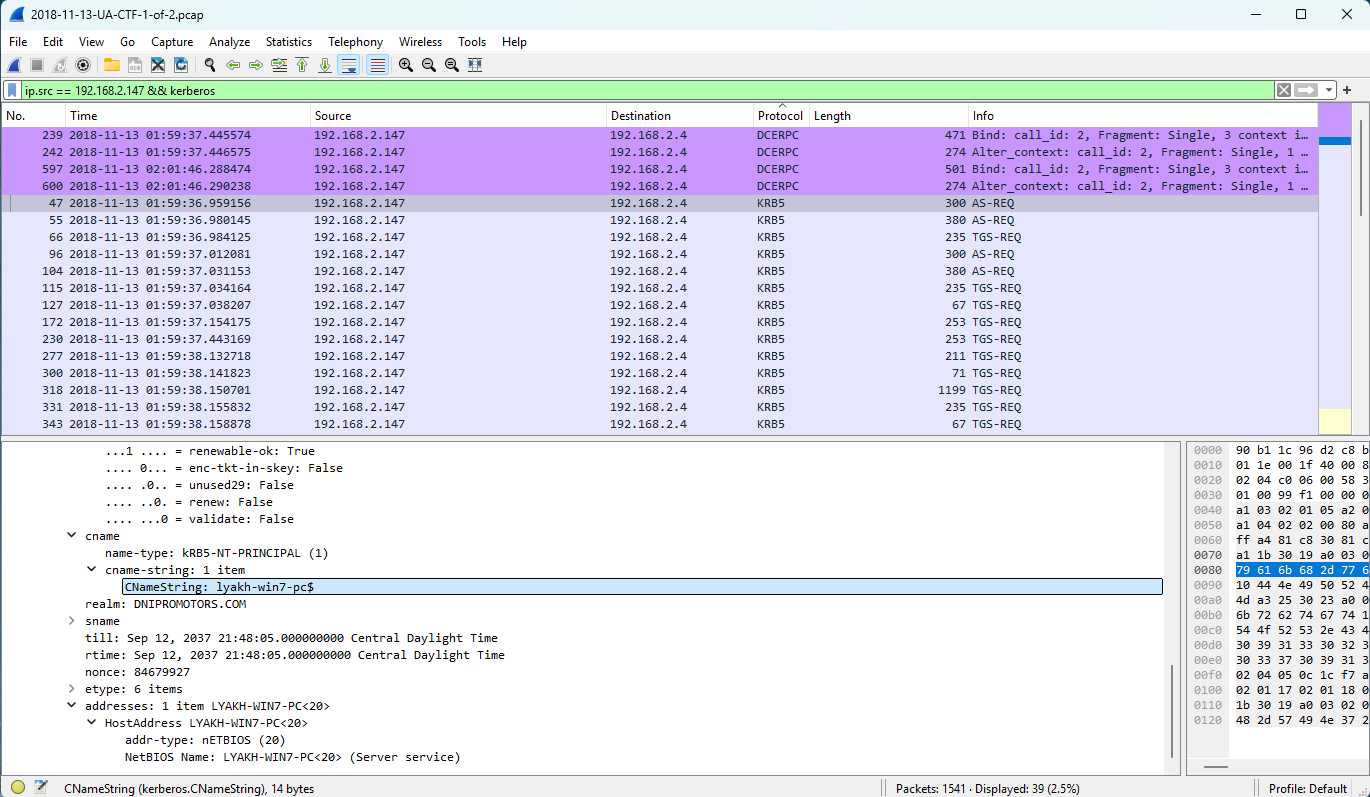 2018-11-13-UA-CTF-1-of-2.pcap
File Edit View Go Capture Analyze Statistics Telephony Wireless Tools Help
ip.src == 192.168.2.147 && kerberos
No. Time Source Destination Protocol Length Info
239 2018-11-13 01:59:37.445574 192.168.2.147 192.168.2.4 DCERPC 471 Bind: call_id: 2, Fragment: Single, 3 context i…
242 2018-11-13 01:59:37.446575 192.168.2.147 192.168.2.4 DCERPC 274 Alter_context: call_id: 2, Fragment: Single, 1 …
597 2018-11-13 02:01:46.288474 192.168.2.147 192.168.2.4 DCERPC 501 Bind: call_id: 2, Fragment: Single, 3 context i…
600 2018-11-13 02:01:46.290238 192.168.2.147 192.168.2.4 DCERPC 274 Alter_context: call_id: 2, Fragment: Single, 1 …
47 2018-11-13 01:59:36.959156 192.168.2.147 192.168.2.4 KRB5 300 AS-REQ
55 2018-11-13 01:59:36.980145 192.168.2.147 192.168.2.4 KRB5 380 AS-REQ
66 2018-11-13 01:59:36.984125 192.168.2.147 192.168.2.4 KRB5 235 TGS-REQ
96 2018-11-13 01:59:37.012081 192.168.2.147 192.168.2.4 KRB5 300 AS-REQ
104 2018-11-13 01:59:37.031153 192.168.2.147 192.168.2.4 KRB5 380 AS-REQ
115 2018-11-13 01:59:37.034164 192.168.2.147 192.168.2.4 KRB5 235 TGS-REQ
127 2018-11-13 01:59:37.038207 192.168.2.147 192.168.2.4 KRB5 67 TGS-REQ
172 2018-11-13 01:59:37.154175 192.168.2.147 192.168.2.4 KRB5 253 TGS-REQ
230 2018-11-13 01:59:37.443169 192.168.2.147 192.168.2.4 KRB5 253 TGS-REQ
277 2018-11-13 01:59:38.132718 192.168.2.147 192.168.2.4 KRB5 211 TGS-REQ
300 2018-11-13 01:59:38.141823 192.168.2.147 192.168.2.4 KRB5 71 TGS-REQ
318 2018-11-13 01:59:38.150701 192.168.2.147 192.168.2.4 KRB5 1199 TGS-REQ
331 2018-11-13 01:59:38.155832 192.168.2.147 192.168.2.4 KRB5 235 TGS-REQ
343 2018-11-13 01:59:38.158878 192.168.2.147 192.168.2.4 KRB5 67 TGS-REQ
...1 .... = renewable-ok: True
.... 0... = enc-tkt-in-skey: False
.... .0.. = unused29: False
.... ..0. = renew: False
.... ...0 = validate: False
cname
name-type: kRB5-NT-PRINCIPAL (1)
cname-string: 1 item
CNameString: lyakh-win7-pc$
realm: DNIPROMOTORS.COM
sname
till: Sep 12, 2037 21:48:05.000000000 Central Daylight Time
rtime: Sep 12, 2037 21:48:05.000000000 Central Daylight Time
nonce: 84679927
etype: 6 items
addresses: 1 item LYAKH-WIN7-PC<20>
HostAddress LYAKH-WIN7-PC<20>
addr-type: nETBIOS (20)
NetBIOS Name: LYAKH-WIN7-PC<20> (Server service)
0000 90 b1 1c 96 d2 c8 b
0010 01 1e 00 1f 40 00 8
0020 02 04 c0 06 00 58 3
0030 01 00 99 f1 00 00 0
0040 a1 03 02 01 05 a2 0
0050 a1 04 02 02 00 80 a
0060 ff a4 81 c8 30 81 c
0070 a1 1b 30 19 a0 03 0
0080 79 61 6b 68 2d 77 6
0090 10 44 4e 49 50 52 4
00a0 4d a3 25 30 23 a0 0
00b0 6b 72 62 74 67 74 1
00c0 54 4f 52 53 2e 43 4
00d0 30 39 31 33 30 32 3
00e0 30 33 37 30 39 31 3
00f0 02 04 05 0c 1c f7 a
0100 02 01 17 02 01 18 0
0110 1b 30 19 a0 03 02 0
0120 48 2d 57 49 4e 37 2
CNameString (kerberos.CNameString), 14 bytes
Packets: 1541 · Displayed: 39 (2.5%)
Profile: Default